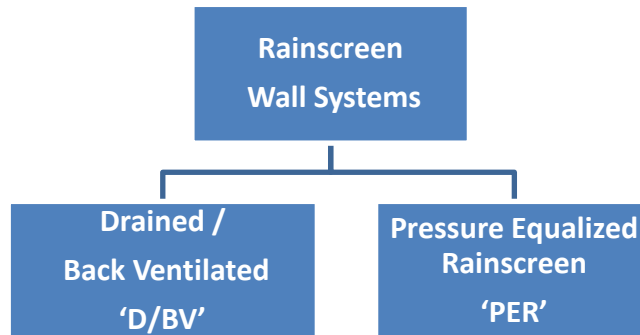 Rainscreen
Wall Systems
Drained /
Back Ventilated
'D/BV'
Pressure Equalized
Rainscreen
'PER'